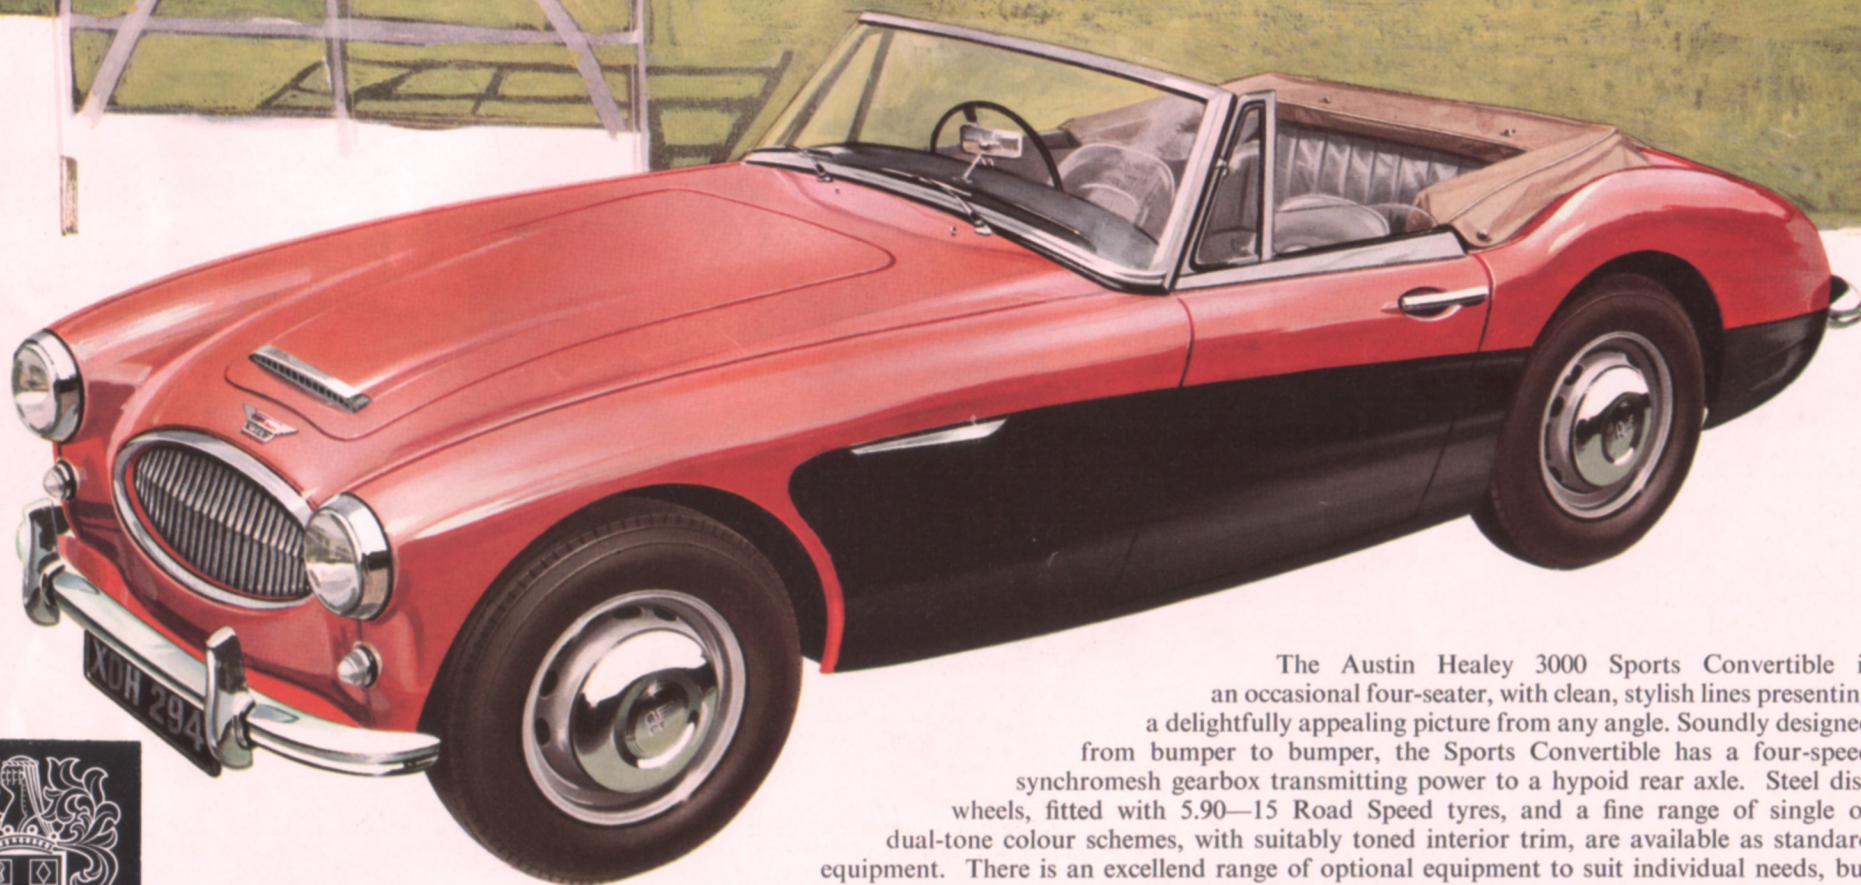 XOH 294
The Austin Healey 3000 Sports Convertible i
an occasional four-seater, with clean, stylish lines presentin
a delightfully appealing picture from any angle. Soundly designe
from bumper to bumper, the Sports Convertible has a four-spee
synchromesh gearbox transmitting power to a hypoid rear axle. Steel dis
wheels, fitted with 5.90—15 Road Speed tyres, and a fine range of single o
dual-tone colour schemes, with suitably toned interior trim, are available as standar
equipment. There is an excellend range of optional equipment to suit individual needs, bu